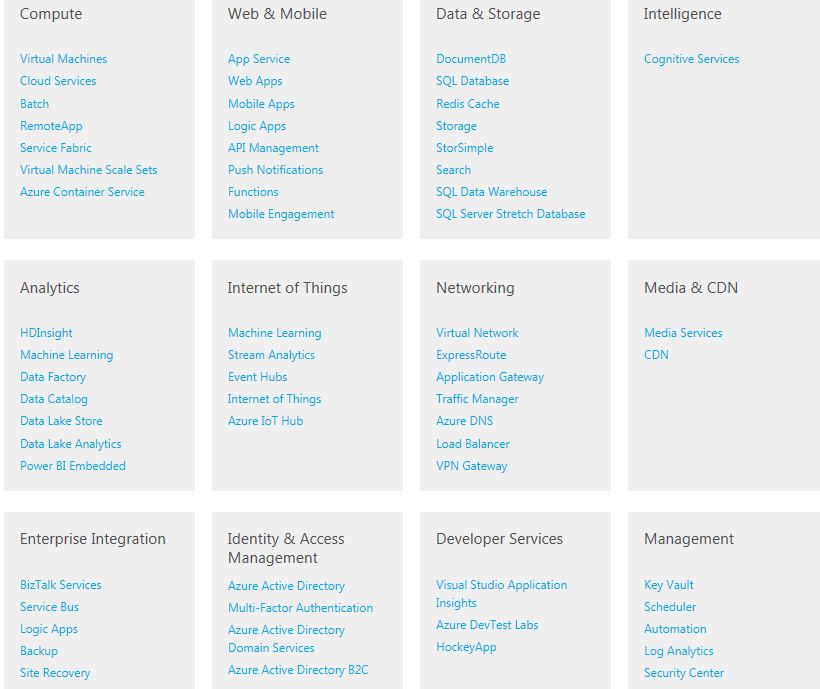 Compute
Virtual Machines
Cloud Services
Batch
RemoteApp
Service Fabric
Virtual Machine Scale Sets
Azure Container Service
Web & Mobile
App Service
Web Apps
Mobile Apps
Logic Apps
API Management
Push Notifications
Functions
Mobile Engagement
Data & Storage
DocumentDB
SQL Database
Redis Cache
Storage
StorSimple
Search
SQL Data Warehouse
SQL Server Stretch Database
Intelligence
Cognitive Services
Analytics
HDInsight
Machine Learning
Data Factory
Data Catalog
Data Lake Store
Data Lake Analytics
Power BI Embedded
Internet of Things
Machine Learning
Stream Analytics
Event Hubs
Internet of Things
Azure IoT Hub
Networking
Virtual Network
ExpressRoute
Application Gateway
Traffic Manager
Azure DNS
Load Balancer
VPN Gateway
Media & CDN
Media Services
CDN
Enterprise Integration
BizTalk Services
Service Bus
Logic Apps
Backup
Site Recovery
Identity & Access
Management
Azure Active Directory
Multi-Factor Authentication
Azure Active Directory
Domain Services
Azure Active Directory B2C
Developer Services
Visual Studio Application
Insights
Azure DevTest Labs
HockeyApp
Management
Key Vault
Scheduler
Automation
Log Analytics
Security Center